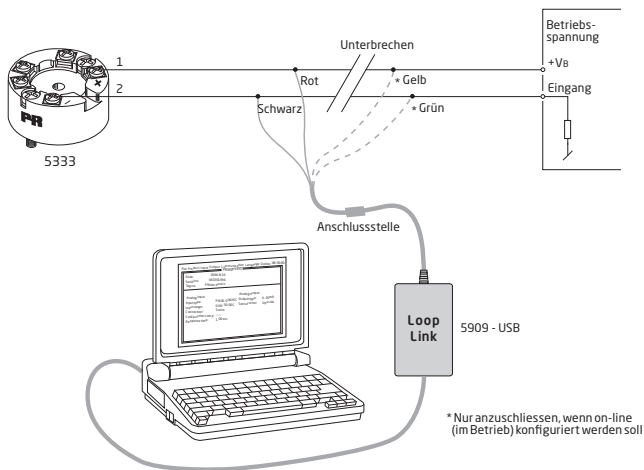 Betriebs-
spannung
Unterbrechen
1
+VB
Rot
* Gelb
2
Eingang
Schwarz
* Grün
PR
5333
Anschlussstelle
Loop
Link
5909 - USB
* Nur anzuschliessen, wenn on-line
(im Betrieb) konfiguriert werden soll